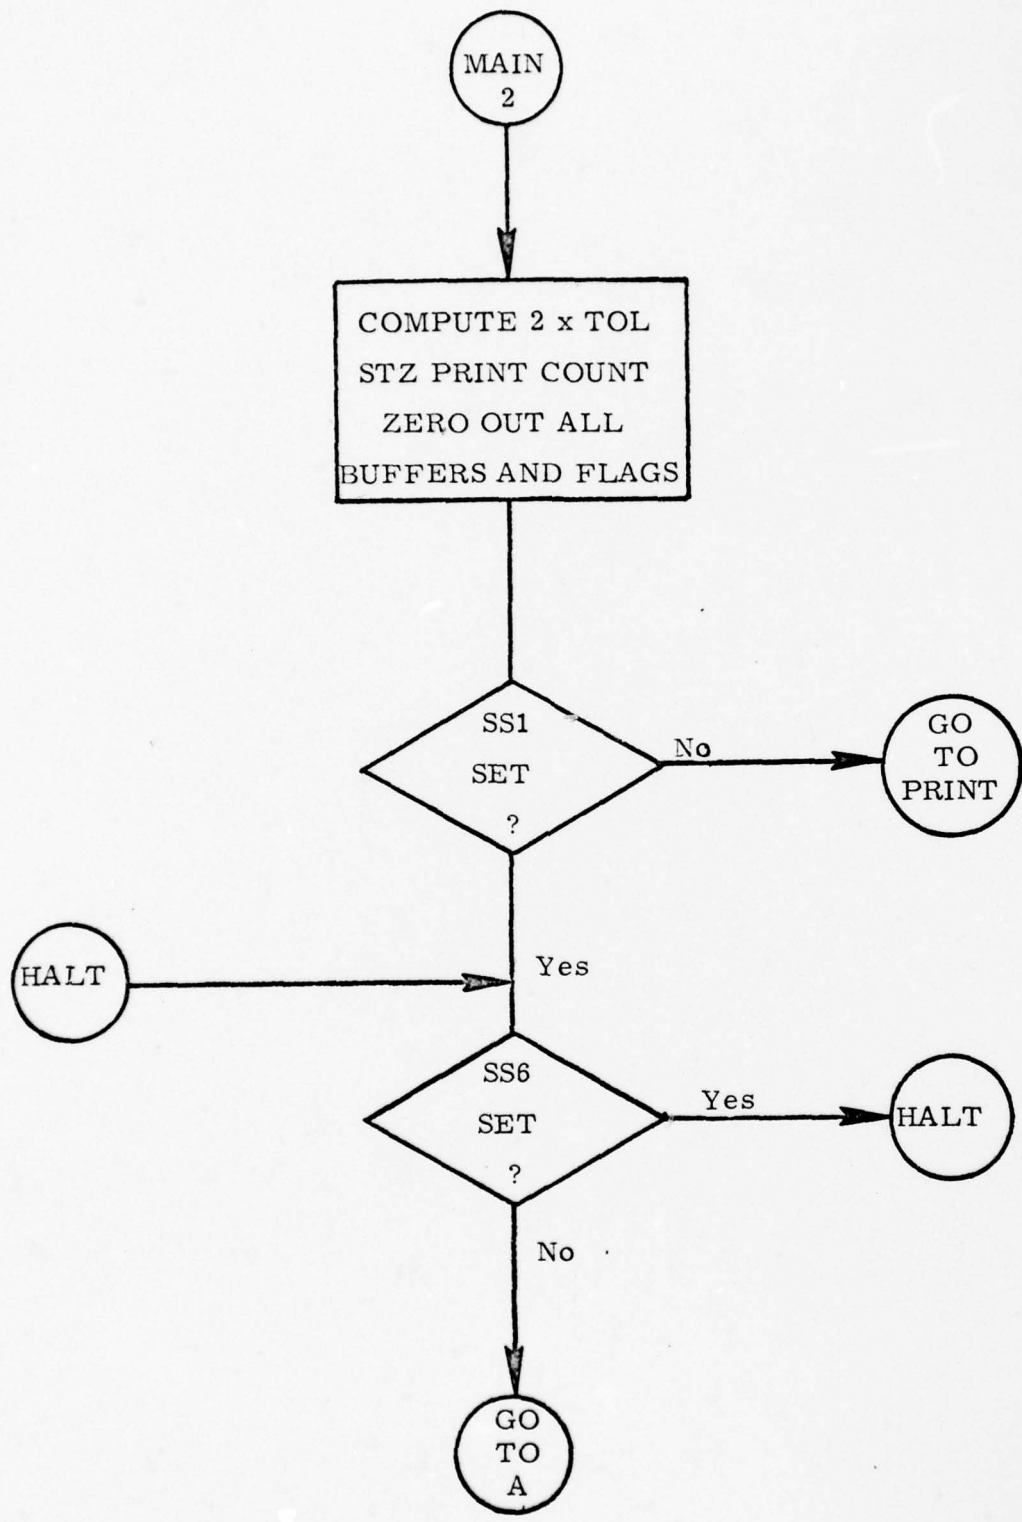 MAIN
2
COMPUTE 2 x TOL
STZ PRINT COUNT
ZERO OUT ALL
BUFFERS AND FLAGS
SS1
SET
?
No
GO
TO
PRINT
HALT
Yes
SS6
SET
?
Yes
HALT
No
GO
TO
A